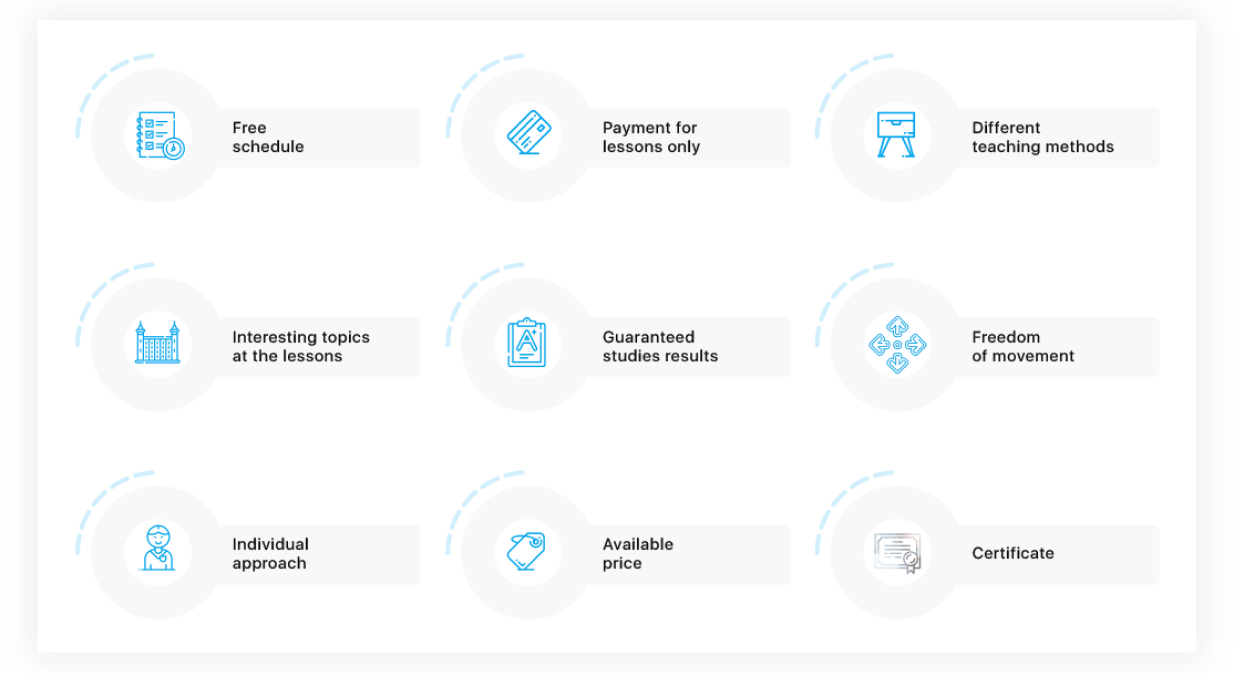 Free
schedule
Payment for
lessons only
Different
teaching methods
Interesting topics
at the lessons
Guaranteed
studies results
Freedom
of movement
Individual
approach
Available
price
Certificate